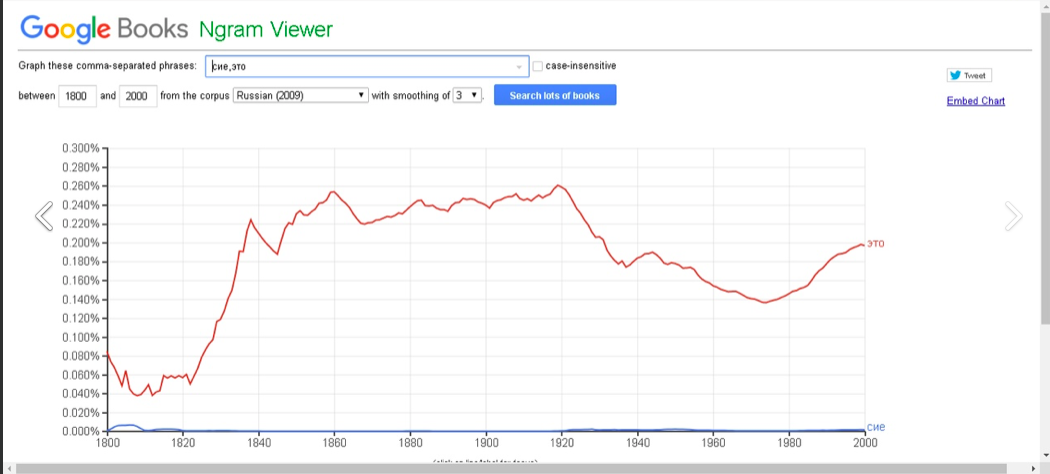 Google Books Ngram Viewer
Graph these comma-separated phrases: сие,это case-insensitive
Tweet
between 1800 and 2000 from the corpus Russian (2009) with smoothing of 3 . Search lots of books
Embed Chart
0.300%
0.280%
0.260%
0.240%
0.220%
0.200%
это
0.180%
0.160%
0.140%
0.120%
0.100%
0.080%
0.060%
0.040%
0.020%
0.000%
сие
1800 1820 1840 1860 1880 1900 1920 1940 1960 1980 2000